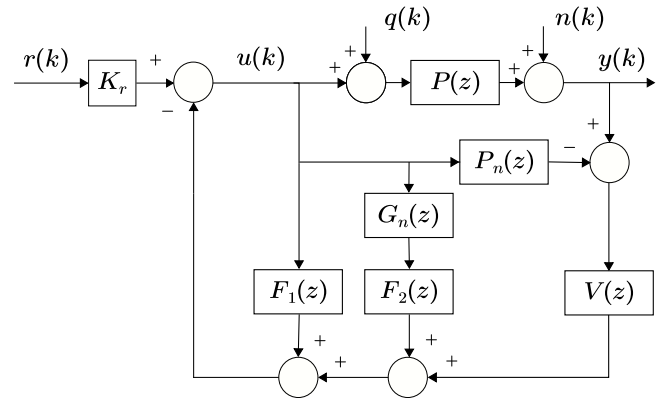 q(k)
n(k)
r(k)
K_r
+
−
u(k)
+
+
P(z)
+
+
y(k)
+
P_n(z)
−
G_n(z)
F_1(z)
F_2(z)
V(z)
+
+
+
+